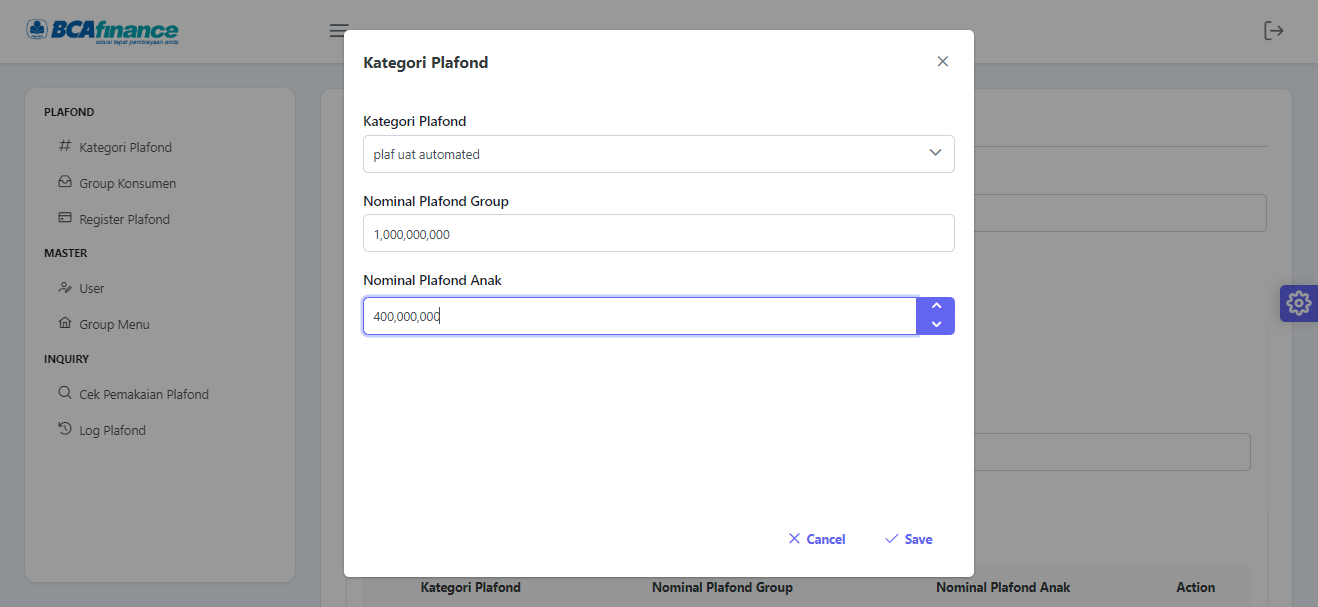 BCAfinance
solusi tepat pembiayaan anda
PLAFOND
Kategori Plafond
Group Konsumen
Register Plafond
MASTER
User
Group Menu
INQUIRY
Cek Pemakaian Plafond
Log Plafond
Kategori Plafond
Kategori Plafond
plaf uat automated
Nominal Plafond Group
1,000,000,000
Nominal Plafond Anak
400,000,000
Cancel Save
Kategori Plafond Nominal Plafond Group Nominal Plafond Anak Action